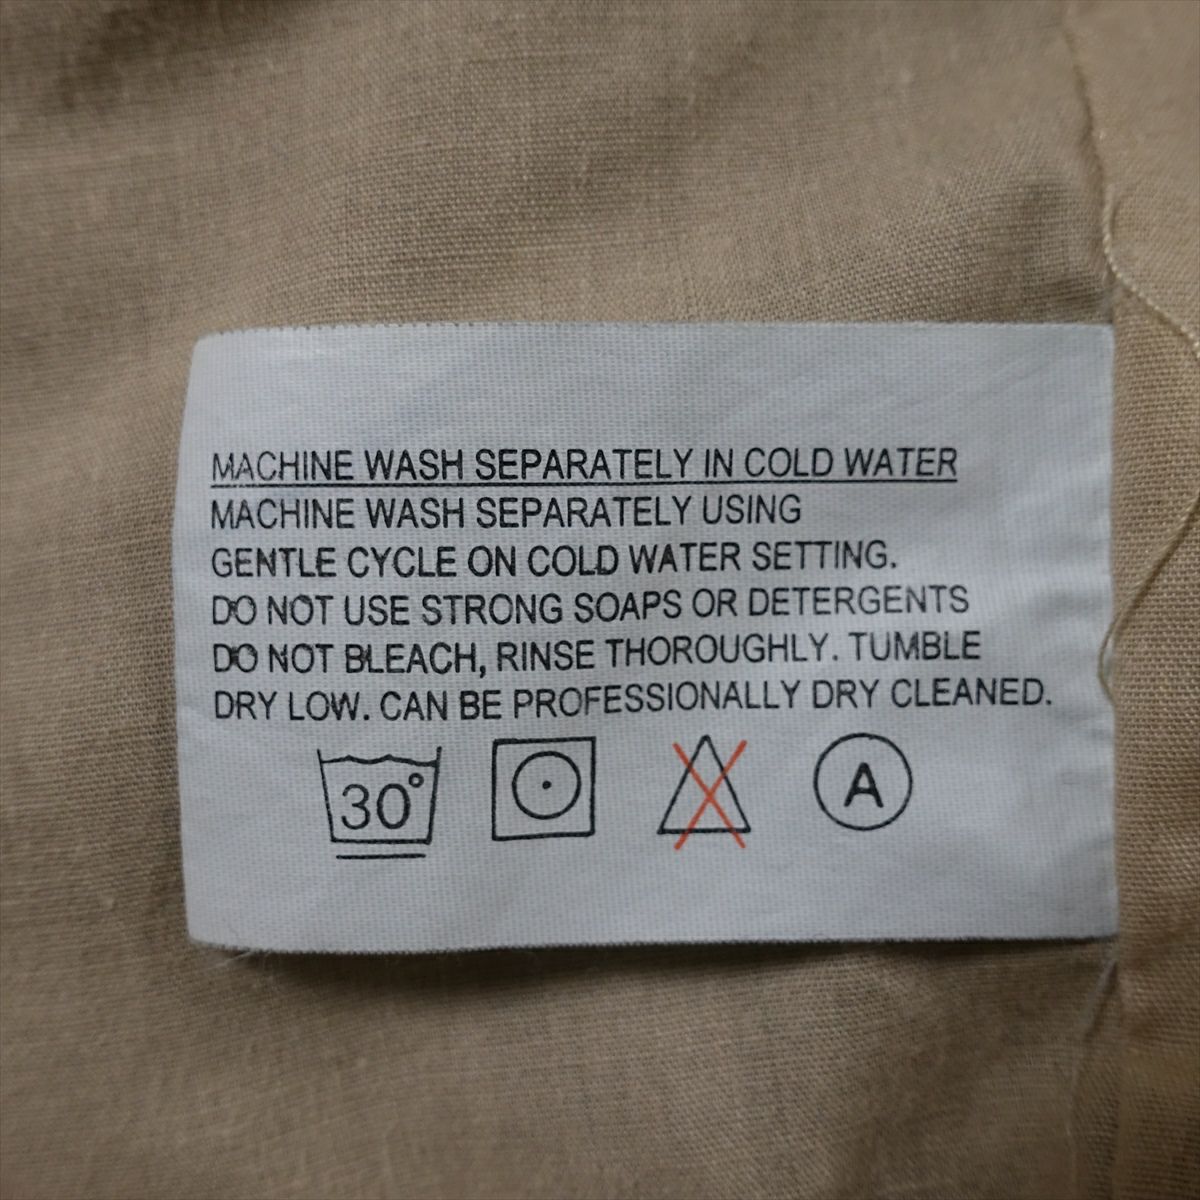 MACHINE WASH SEPARATELY IN COLD WATER
MACHINE WASH SEPARATELY USING
GENTLE CYCLE ON COLD WATER SETTING.
DO NOT USE STRONG SOAPS OR DETERGENTS
DO NOT BLEACH, RINSE THOROUGHLY. TUMBLE
DRY LOW. CAN BE PROFESSIONALLY DRY CLEANED.
30° A